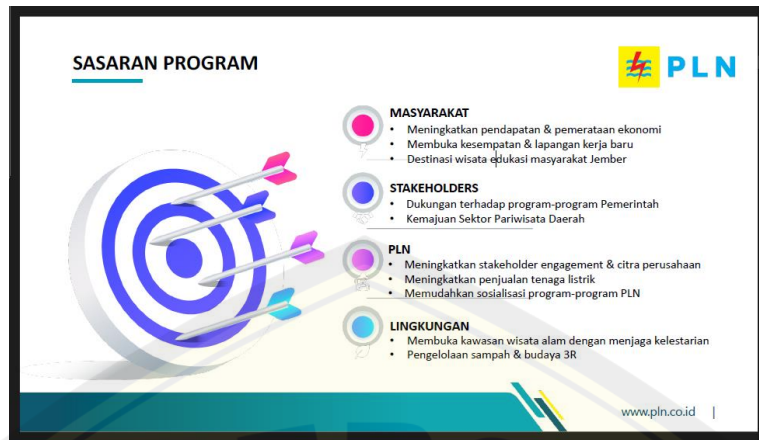 SASARAN PROGRAM
PLN
MASYARAKAT
• Meningkatkan pendapatan & pemerataan ekonomi
• Membuka kesempatan & lapangan kerja baru
• Destinasi wisata edukasi masyarakat Jember
STAKEHOLDERS
• Dukungan terhadap program-program Pemerintah
• Kemajuan Sektor Pariwisata Daerah
PLN
• Meningkatkan stakeholder engagement & citra perusahaan
• Meningkatkan penjualan tenaga listrik
• Memudahkan sosialisasi program-program PLN
LINGKUNGAN
• Membuka kawasan wisata alam dengan menjaga kelestarian
• Pengelolaan sampah & budaya 3R
www.pln.co.id |